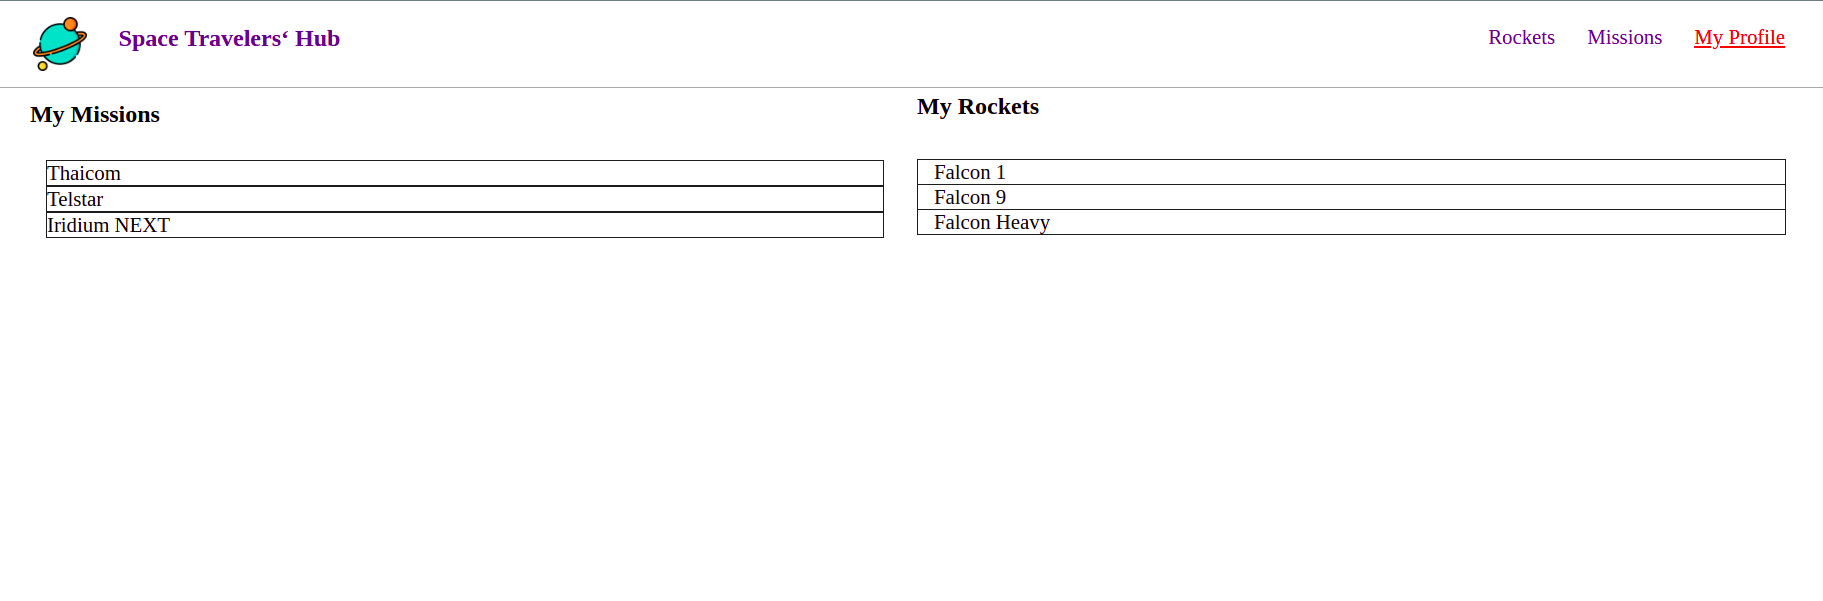 Space Travelers‘ Hub
Rockets
Missions
My Profile
My Missions
Thaicom
Telstar
Iridium NEXT
My Rockets
Falcon 1
Falcon 9
Falcon Heavy